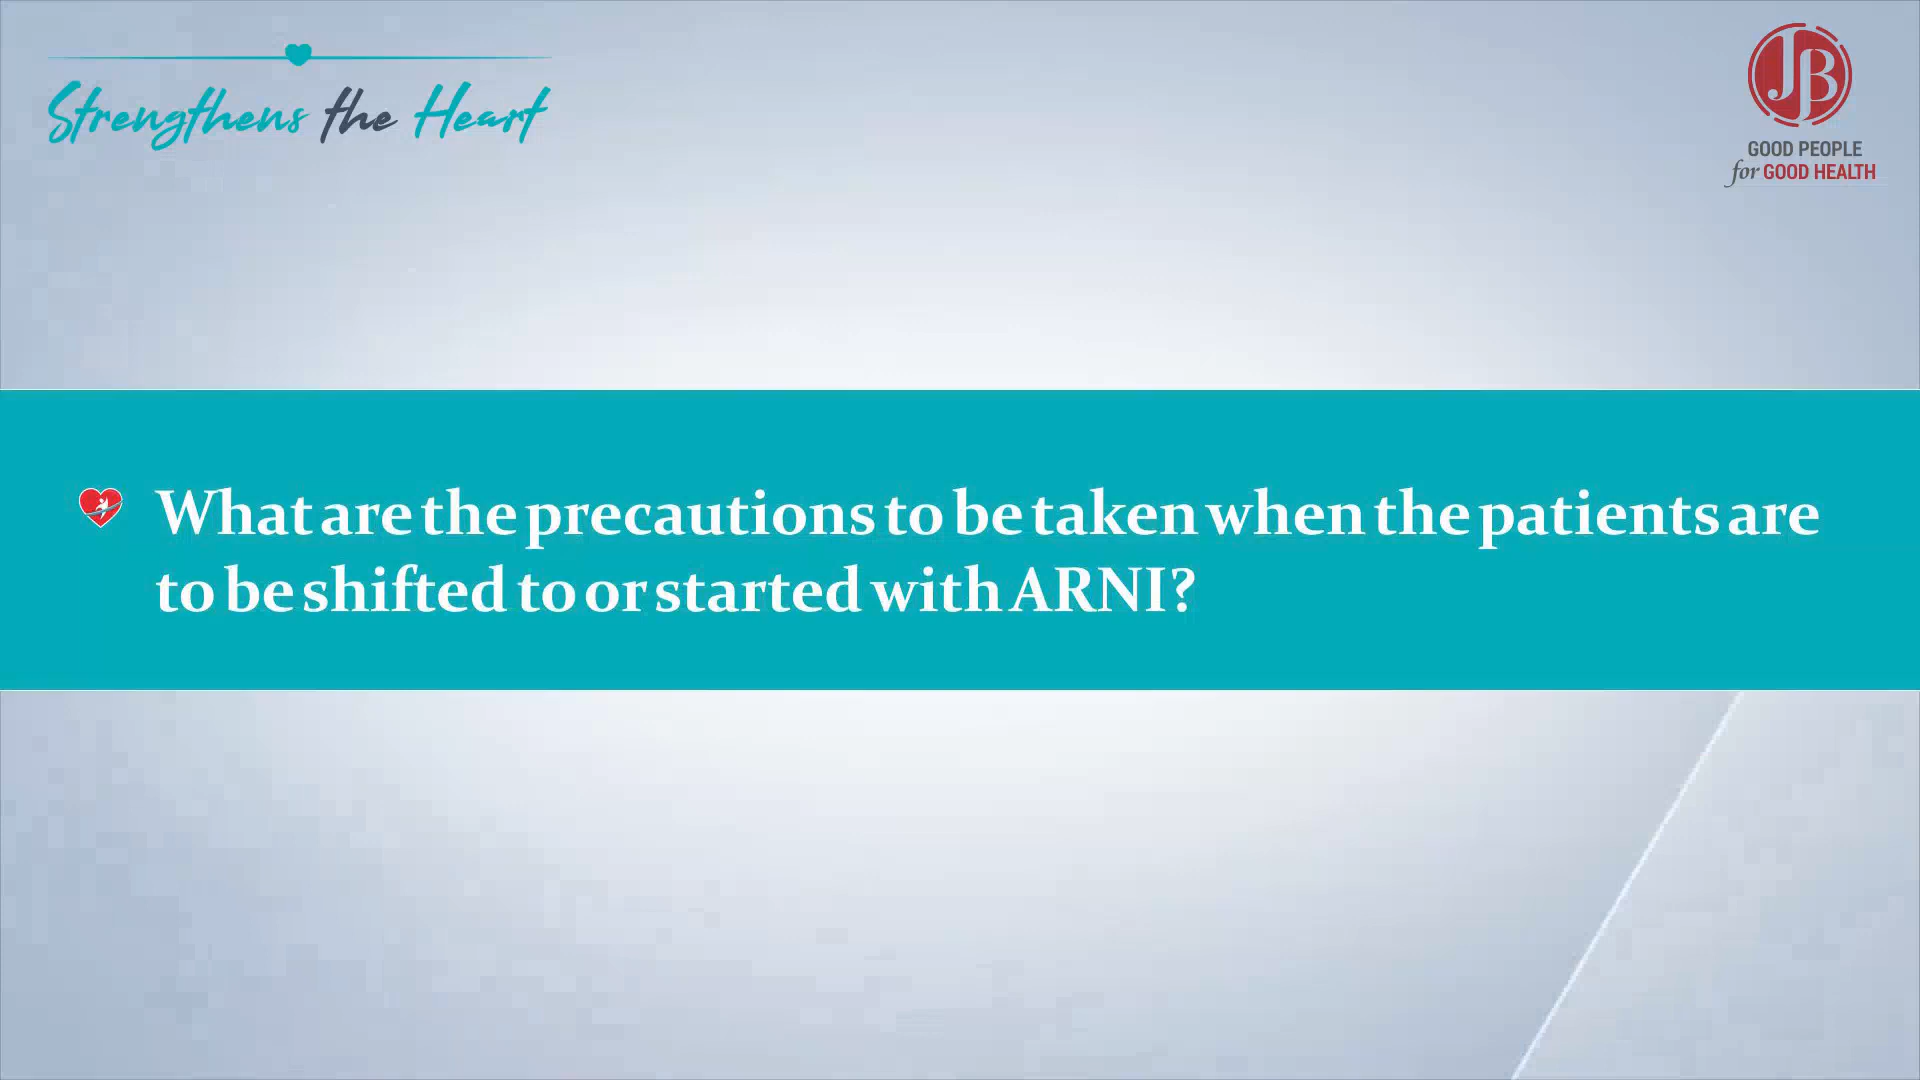 Strengthens the Heart
JB
GOOD PEOPLE
for GOOD HEALTH
What are the precautions to be taken when the patients are
to be shifted to or started with ARNI?